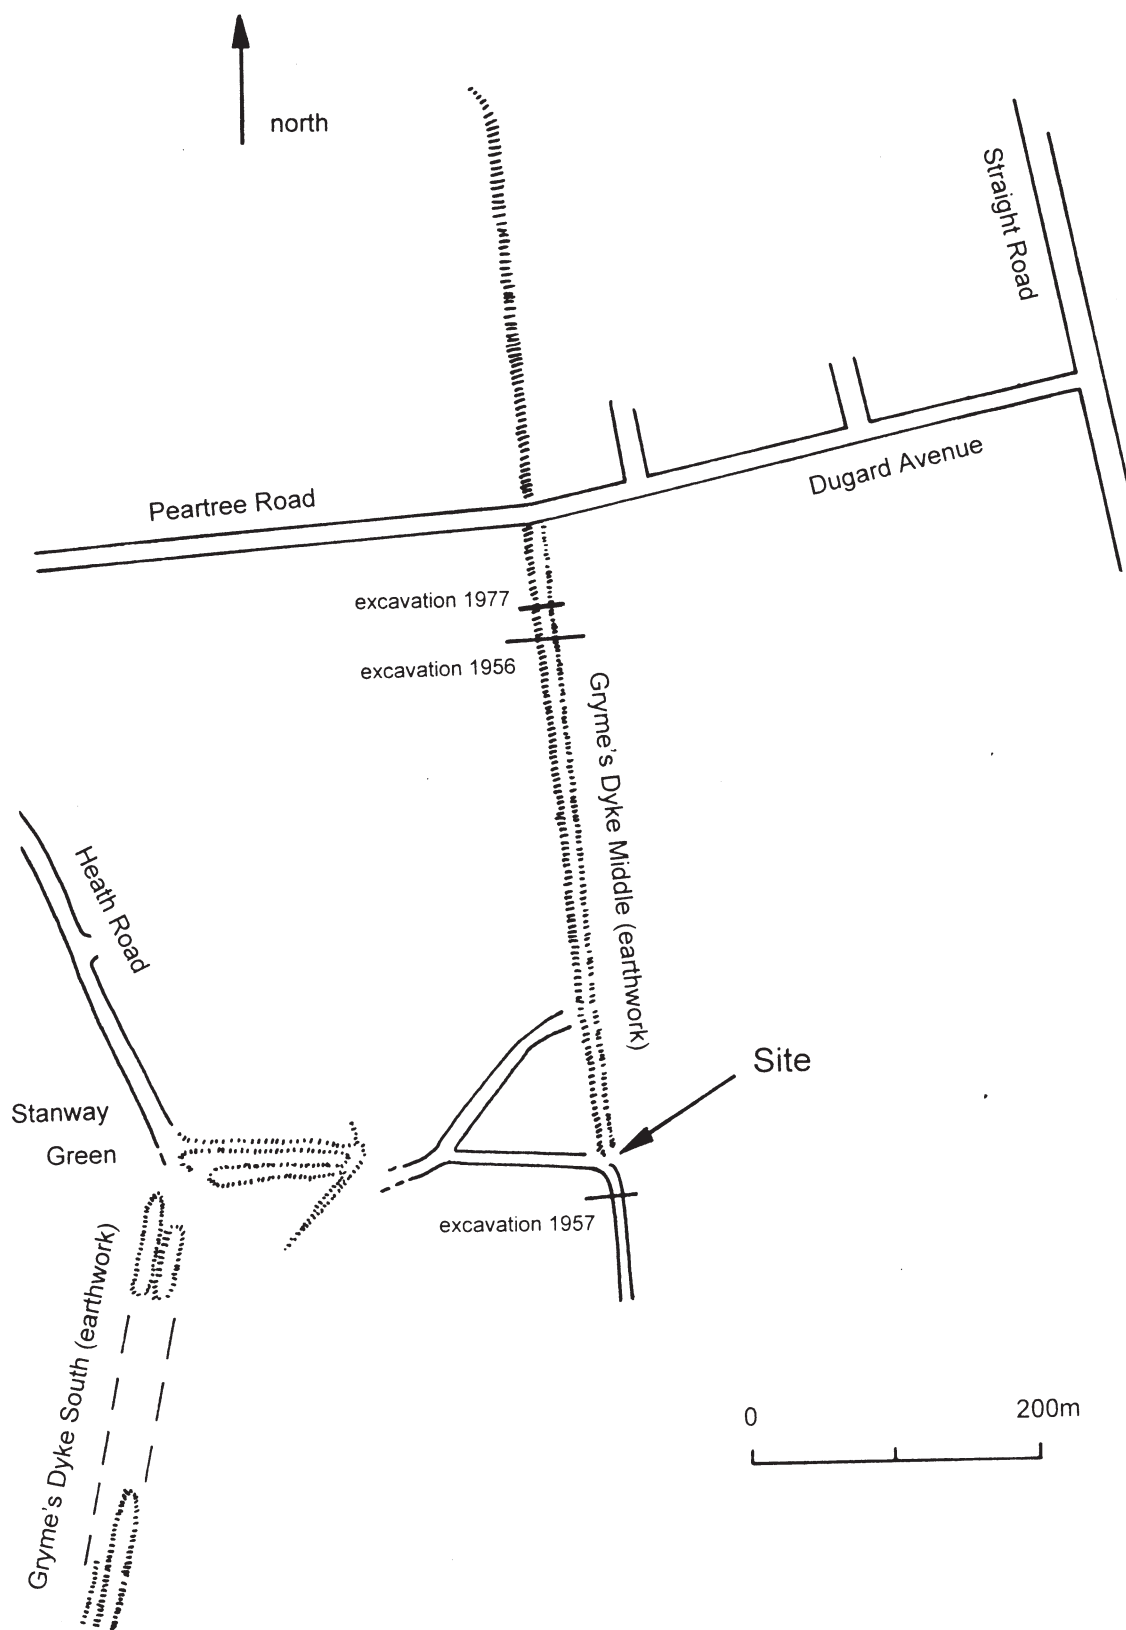 north
Straight Road
Peartree Road
Dugard Avenue
excavation 1977
excavation 1956
Gryme's Dyke Middle (earthwork)
Heath Road
Site
Stanway
Green
excavation 1957
Gryme's Dyke South (earthwork)
0
200m